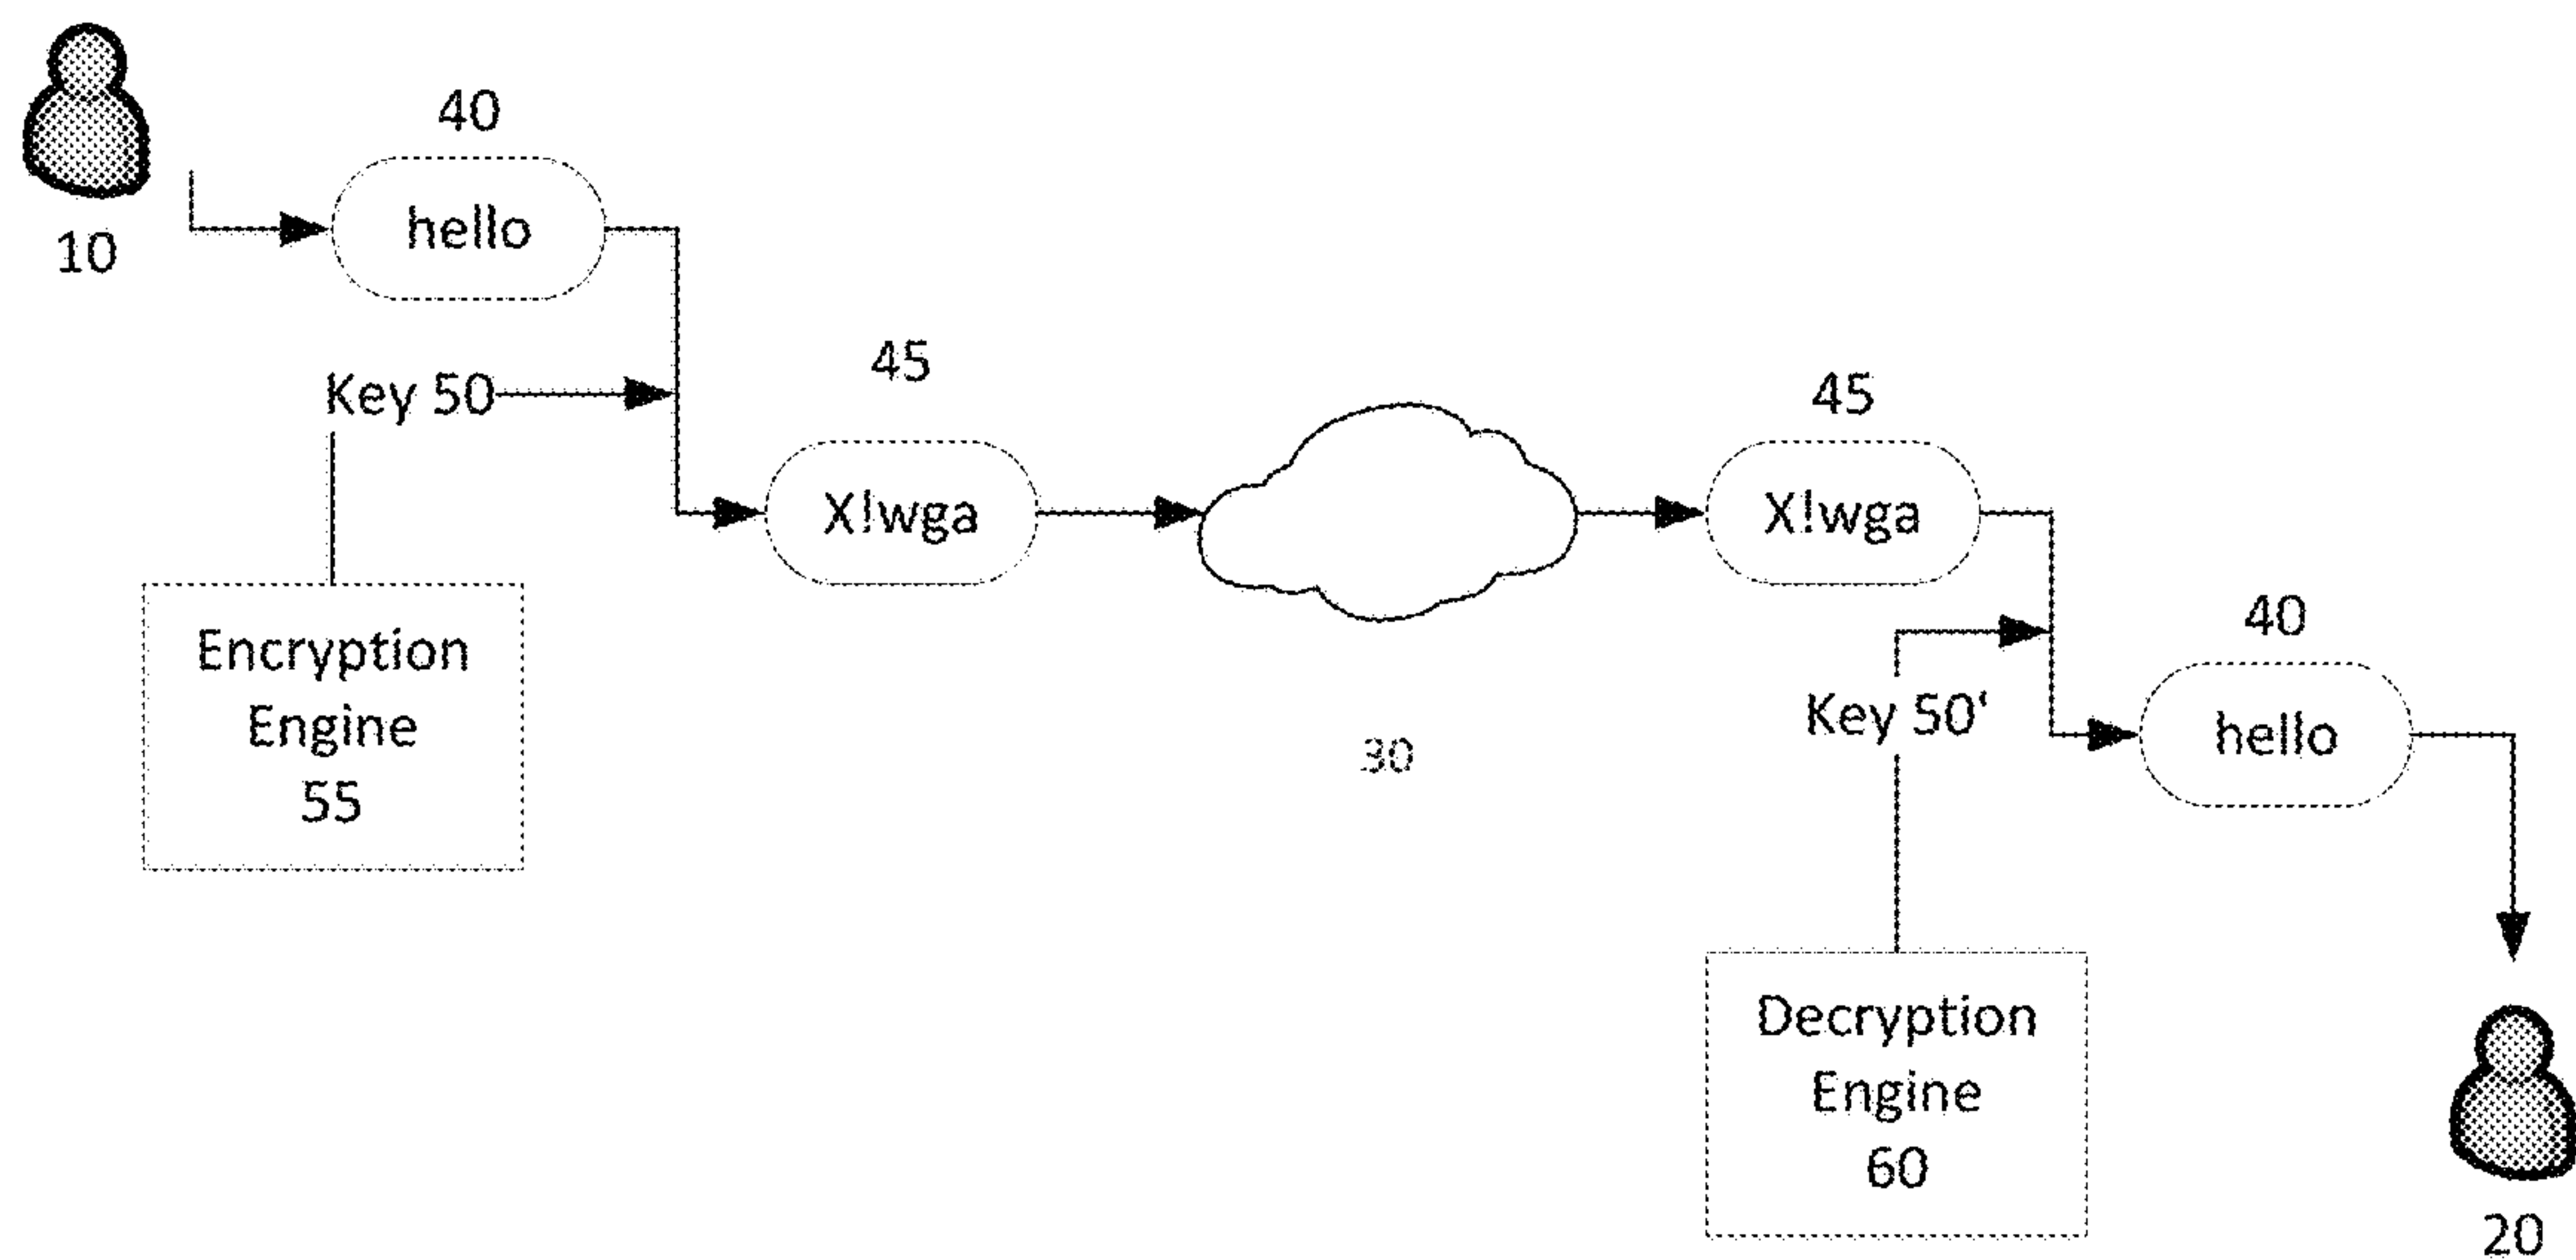 40
hello
10
Key 50
45
X!wga
Encryption
Engine
55
30
45
X!wga
Key 50'
40
hello
Decryption
Engine
60
20